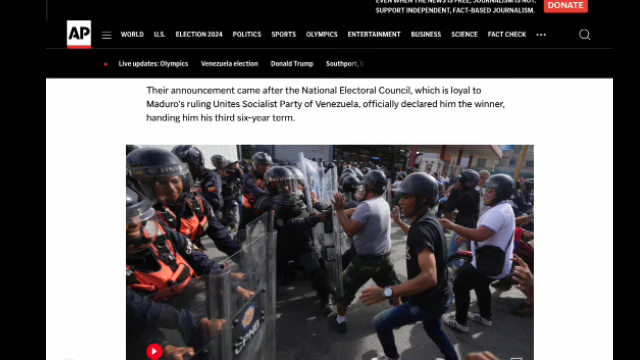 EVEN WHEN THE NEWS IS FREE, JOURNALISM IS NOT.
SUPPORT INDEPENDENT, FACT-BASED JOURNALISM.
DONATE
AP
WORLD U.S. ELECTION 2024 POLITICS SPORTS OLYMPICS ENTERTAINMENT BUSINESS SCIENCE FACT CHECK
Live updates: Olympics Venezuela election Donald Trump Southport,
Their announcement came after the National Electoral Council, which is loyal to
Maduro's ruling Unites Socialist Party of Venezuela, officially declared him the winner,
handing him his third six-year term.
CPNB